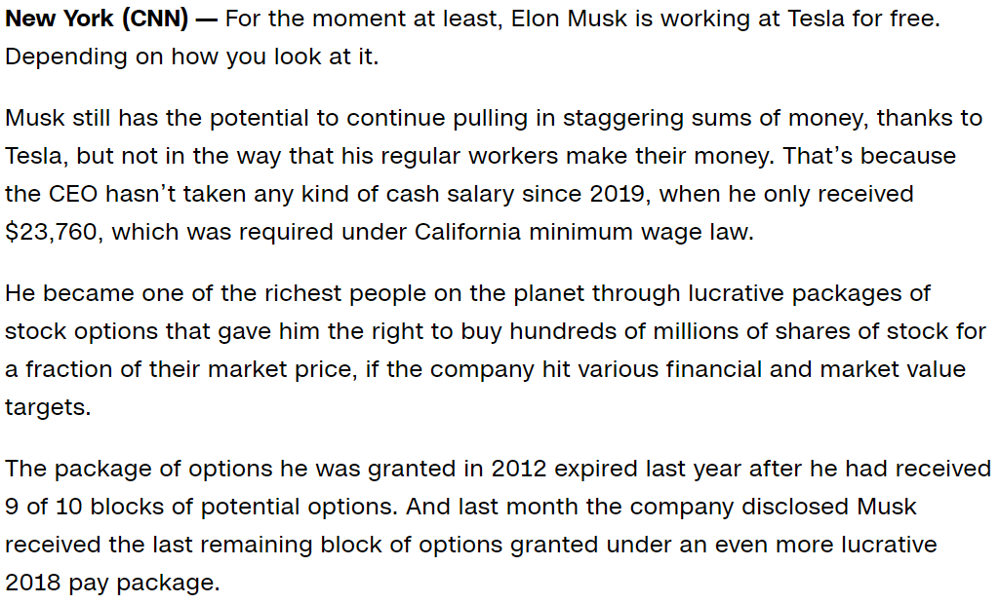 New York (CNN) — For the moment at least, Elon Musk is working at Tesla for free.
Depending on how you look at it.
Musk still has the potential to continue pulling in staggering sums of money, thanks to
Tesla, but not in the way that his regular workers make their money. That’s because
the CEO hasn’t taken any kind of cash salary since 2019, when he only received
$23,760, which was required under California minimum wage law.
He became one of the richest people on the planet through lucrative packages of
stock options that gave him the right to buy hundreds of millions of shares of stock for
a fraction of their market price, if the company hit various financial and market value
targets.
The package of options he was granted in 2012 expired last year after he had received
9 of 10 blocks of potential options. And last month the company disclosed Musk
received the last remaining block of options granted under an even more lucrative
2018 pay package.